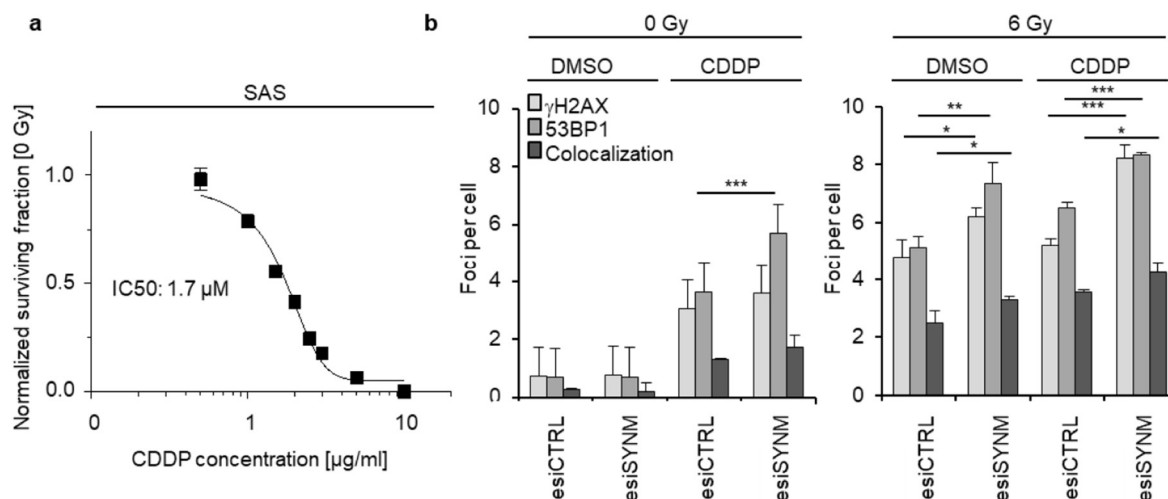 a
SAS
Normalized surviving fraction [0 Gy]
1.0
0.5
0.0
IC50: 1.7 µM
0
1
10
CDDP concentration [µg/ml]
b
0 Gy
DMSO
CDDP
γH2AX
53BP1
Colocalization
Foci per cell
10
8
6
4
2
0
***
esiCTRL
esiSYNM
esiCTRL
esiSYNM
6 Gy
DMSO
CDDP
Foci per cell
10
8
6
4
2
0
**
*
*
***
***
*
esiCTRL
esiSYNM
esiCTRL
esiSYNM